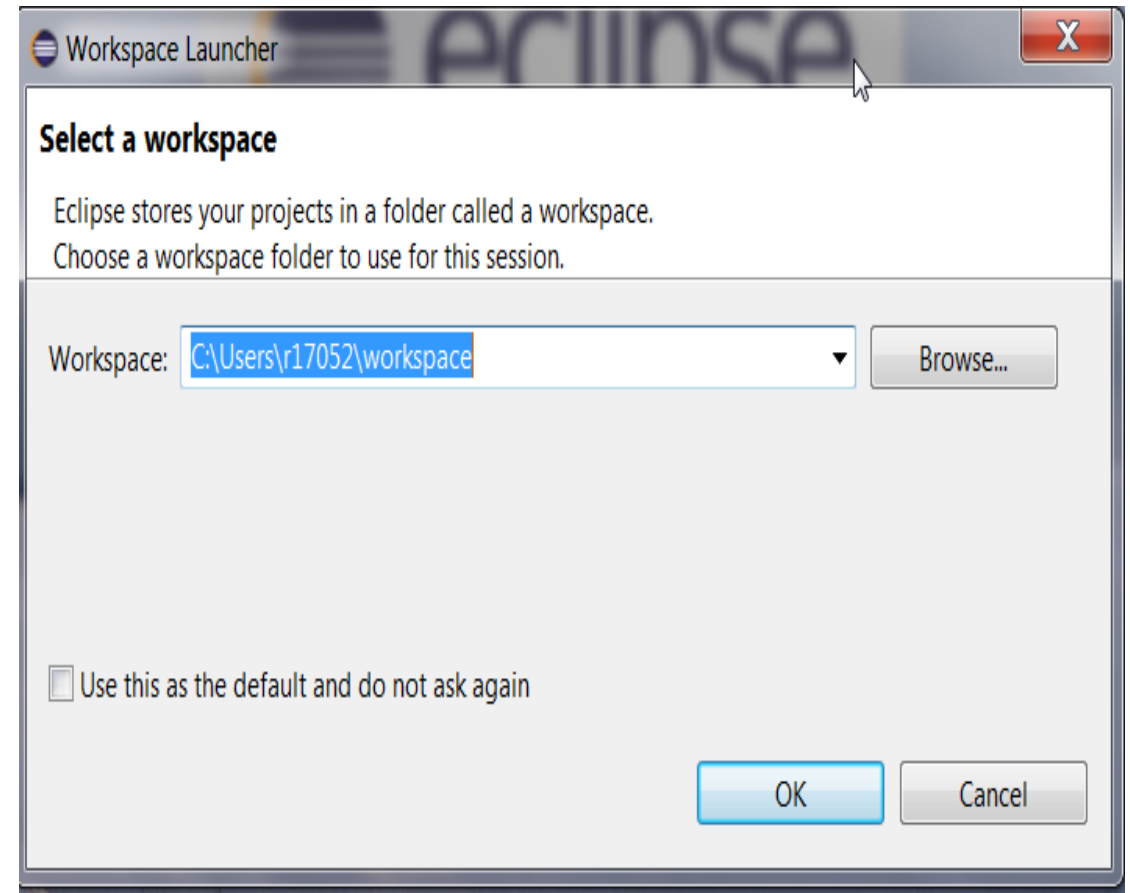 eclipse
Workspace Launcher
X
Select a workspace
Eclipse stores your projects in a folder called a workspace.
Choose a workspace folder to use for this session.
Workspace: C:\Users\r17052\workspace Browse...
Use this as the default and do not ask again
OK Cancel